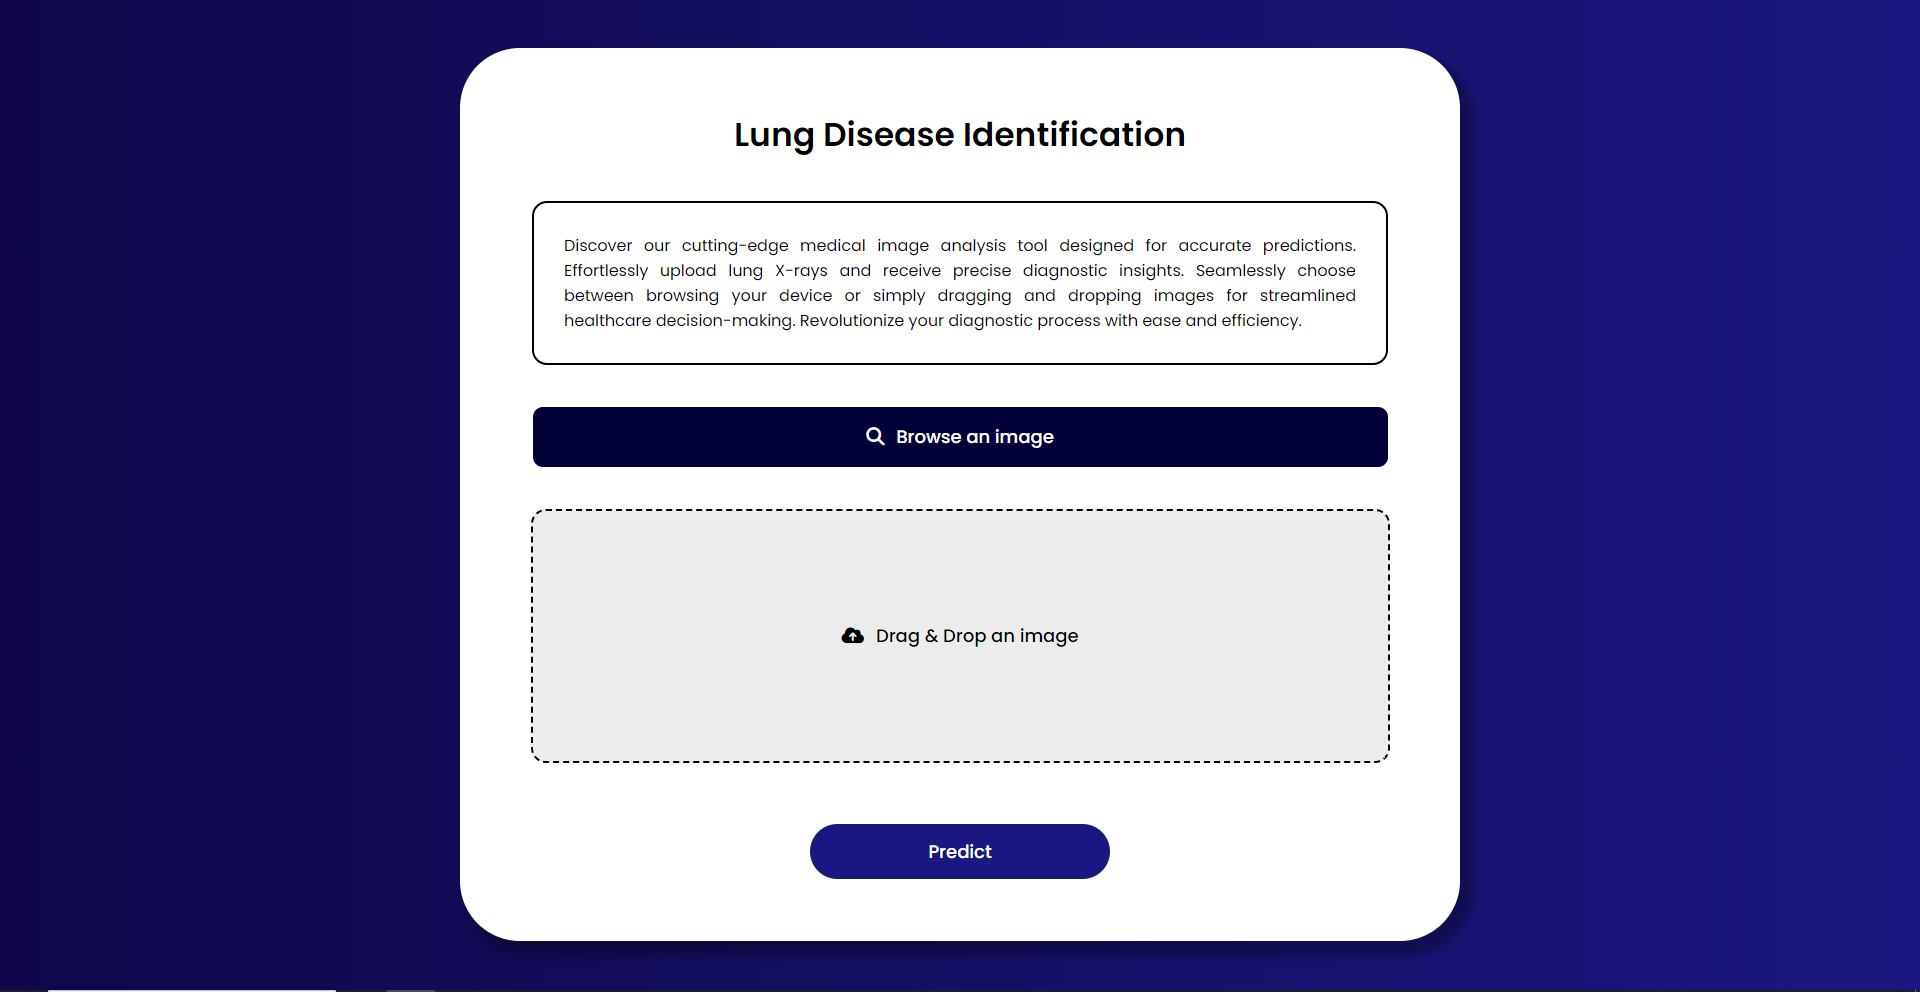 Lung Disease Identification
Discover our cutting-edge medical image analysis tool designed for accurate predictions.
Effortlessly upload lung X-rays and receive precise diagnostic insights. Seamlessly choose
between browsing your device or simply dragging and dropping images for streamlined
healthcare decision-making. Revolutionize your diagnostic process with ease and efficiency.
Browse an image
Drag & Drop an image
Predict